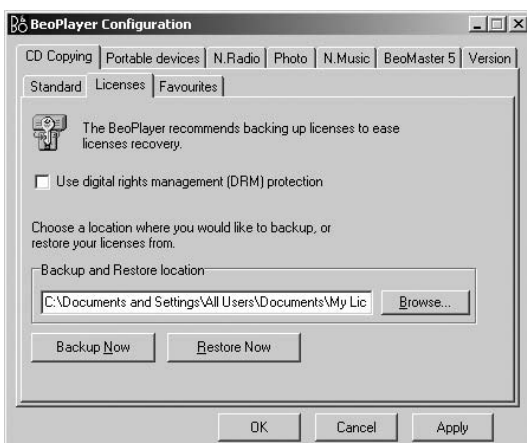 BeoPlayer Configuration
CD Copying Portable devices N.Radio Photo N.Music BeoMaster 5 Version
Standard Licenses Favourites
The BeoPlayer recommends backing up licenses to ease
licenses recovery.
Use digital rights management (DRM) protection
Choose a location where you would like to backup, or
restore your licenses from.
Backup and Restore location
C:\Documents and Settings\All Users\Documents\My Lic Browse...
Backup Now Restore Now
OK Cancel Apply